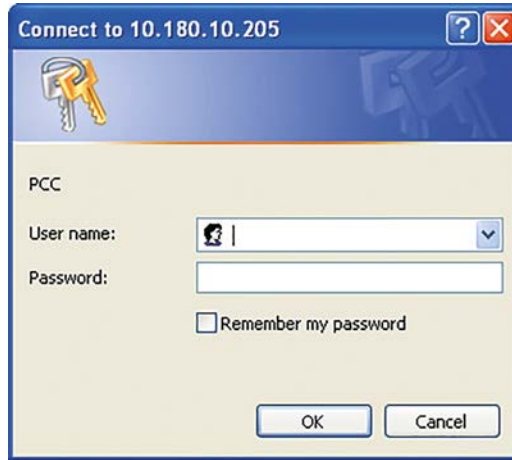 Connect to 10.180.10.205
PCC
User name:
Password:
Remember my password
OK Cancel